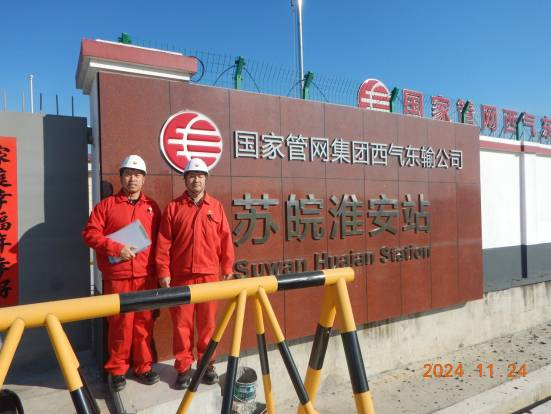 国家管网西气东
国家管网集团西气东输公司
苏皖淮安站
Suwan Huaian Station
2024 11 24